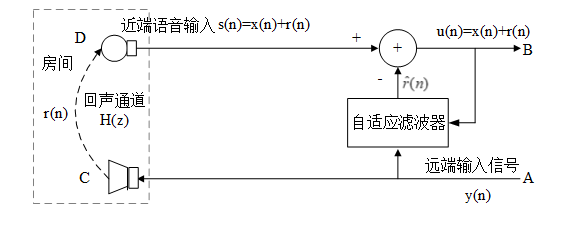 近端语音输入 s(n)=x(n)+r(n)
u(n)=x(n)+r(n)
D
+
+
B
房间
-
r̂(n)
回声通道
r(n)
H(z)
自适应滤波器
远端输入信号
C
A
y(n)